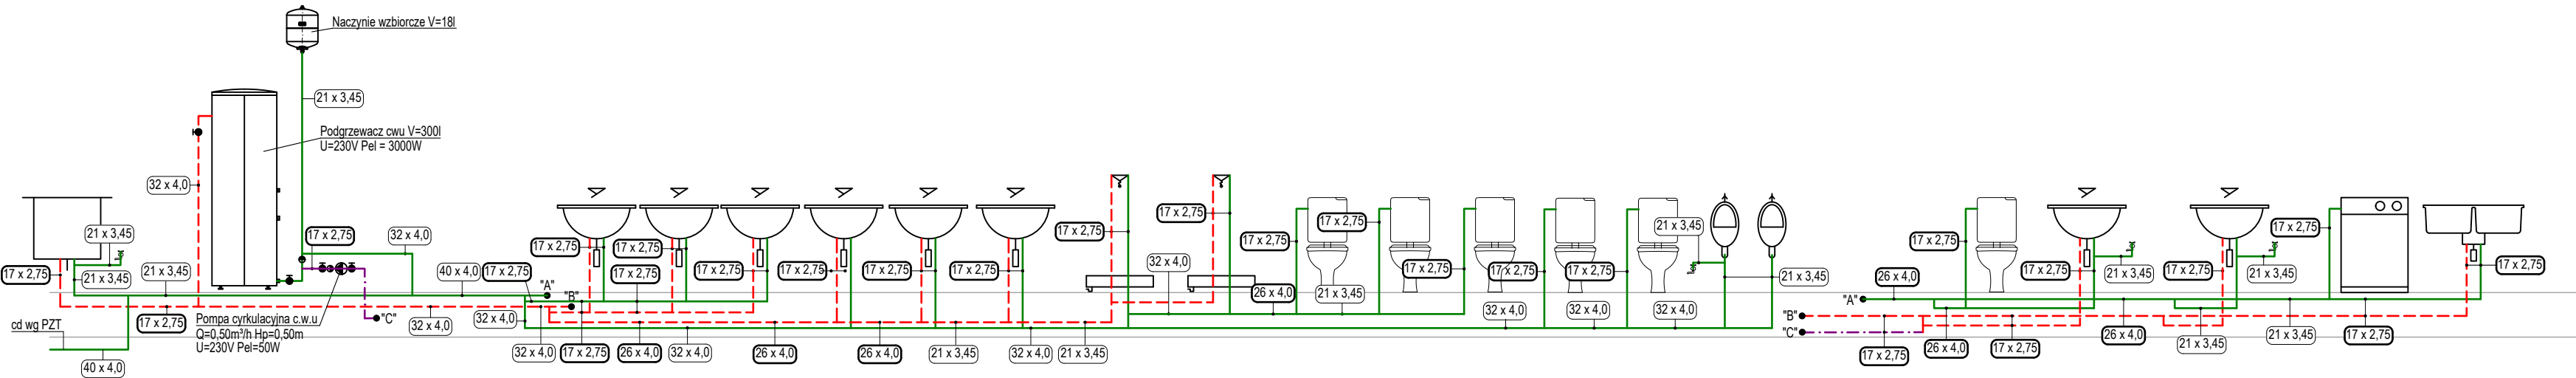 Naczynie wzbiorcze V=18l
21 x 3,45
Podgrzewacz cwu V=300l
U=230V Pel = 3000W
32 x 4,0
21 x 3,45
17 x 2,75
21 x 3,45
21 x 3,45
17 x 2,75
32 x 4,0
40 x 4,0
17 x 2,75
"A"
"B"
"C"
17 x 2,75
32 x 4,0
cd wg PZT
40 x 4,0
Pompa cyrkulacyjna c.w.u
Q=0,50m³/h Hp=0,50m
U=230V Pel=50W
32 x 4,0
17 x 2,75
17 x 2,75
17 x 2,75
17 x 2,75
17 x 2,75
17 x 2,75
17 x 2,75
32 x 4,0
17 x 2,75
26 x 4,0
32 x 4,0
26 x 4,0
26 x 4,0
21 x 3,45
32 x 4,0
21 x 3,45
17 x 2,75
17 x 2,75
32 x 4,0
17 x 2,75
26 x 4,0
21 x 3,45
17 x 2,75
17 x 2,75
17 x 2,75
17 x 2,75
32 x 4,0
32 x 4,0
32 x 4,0
21 x 3,45
21 x 3,45
"A"
"B"
"C"
26 x 4,0
17 x 2,75
17 x 2,75
21 x 3,45
17 x 2,75
21 x 3,45
17 x 2,75
17 x 2,75
17 x 2,75
26 x 4,0
17 x 2,75
26 x 4,0
21 x 3,45
21 x 3,45
17 x 2,75